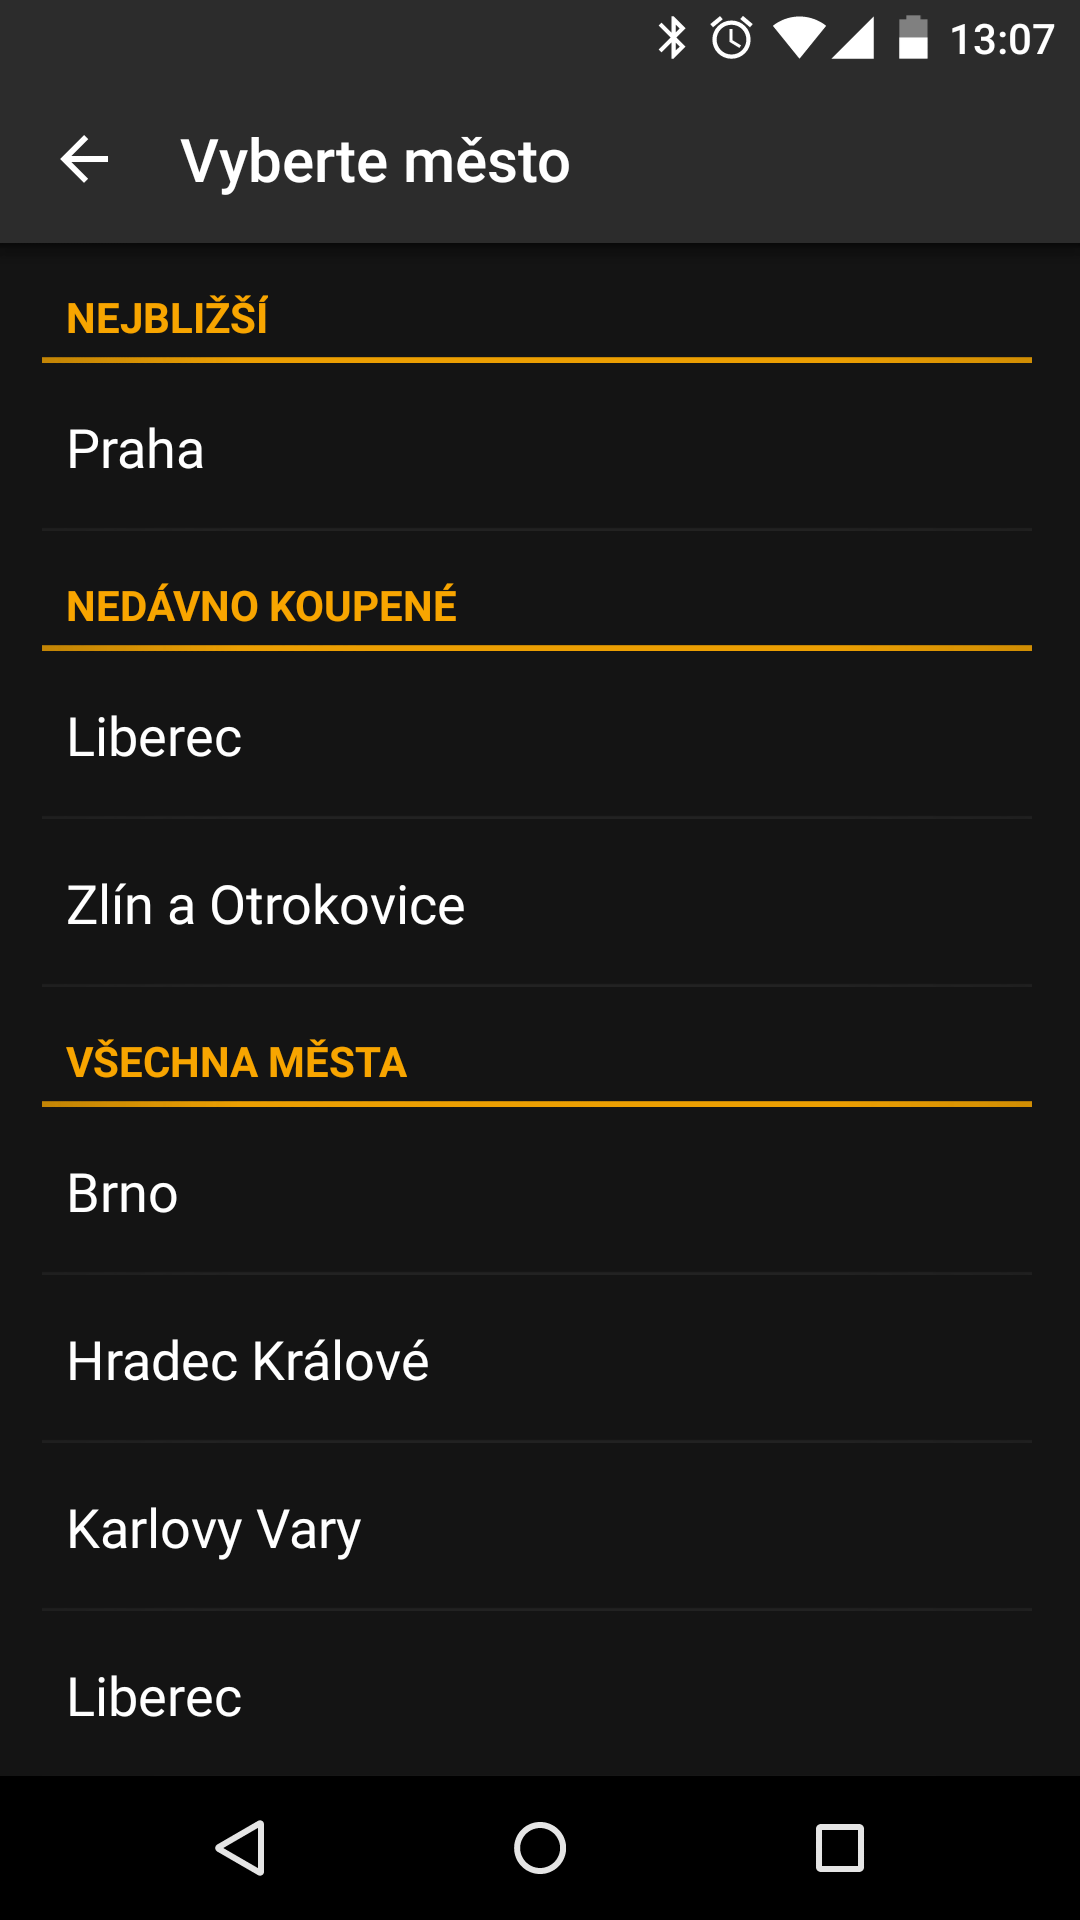 13:07
Vyberte město
NEJBLIŽŠÍ
Praha
NEDÁVNO KOUPENÉ
Liberec
Zlín a Otrokovice
VŠECHNA MĚSTA
Brno
Hradec Králové
Karlovy Vary
Liberec